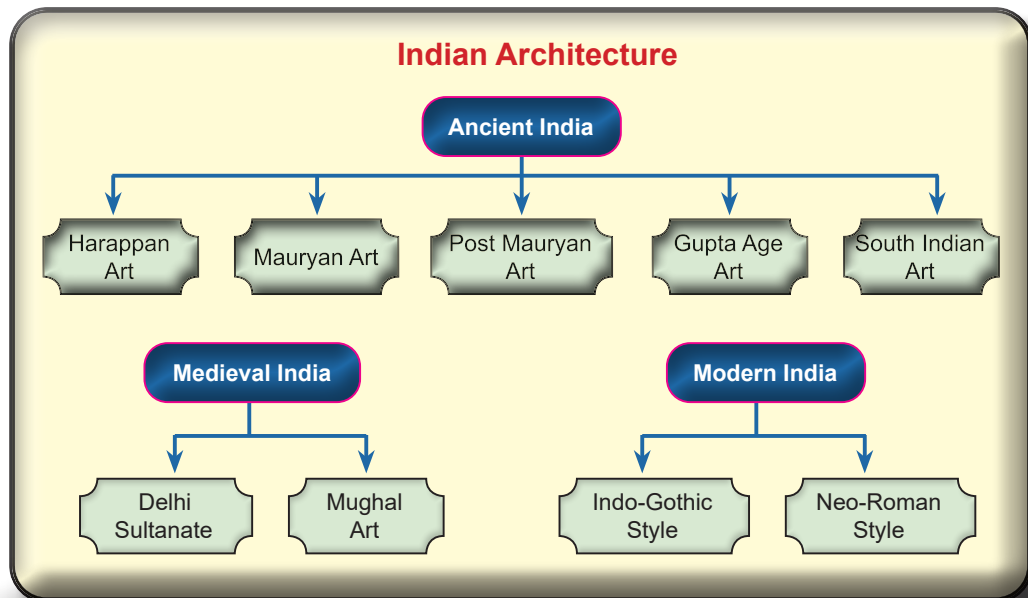 Indian Architecture
Ancient India
Harappan
Art
Mauryan Art
Post Mauryan
Art
Gupta Age
Art
South Indian
Art
Medieval India
Modern India
Delhi
Sultanate
Mughal
Art
Indo-Gothic
Style
Neo-Roman
Style